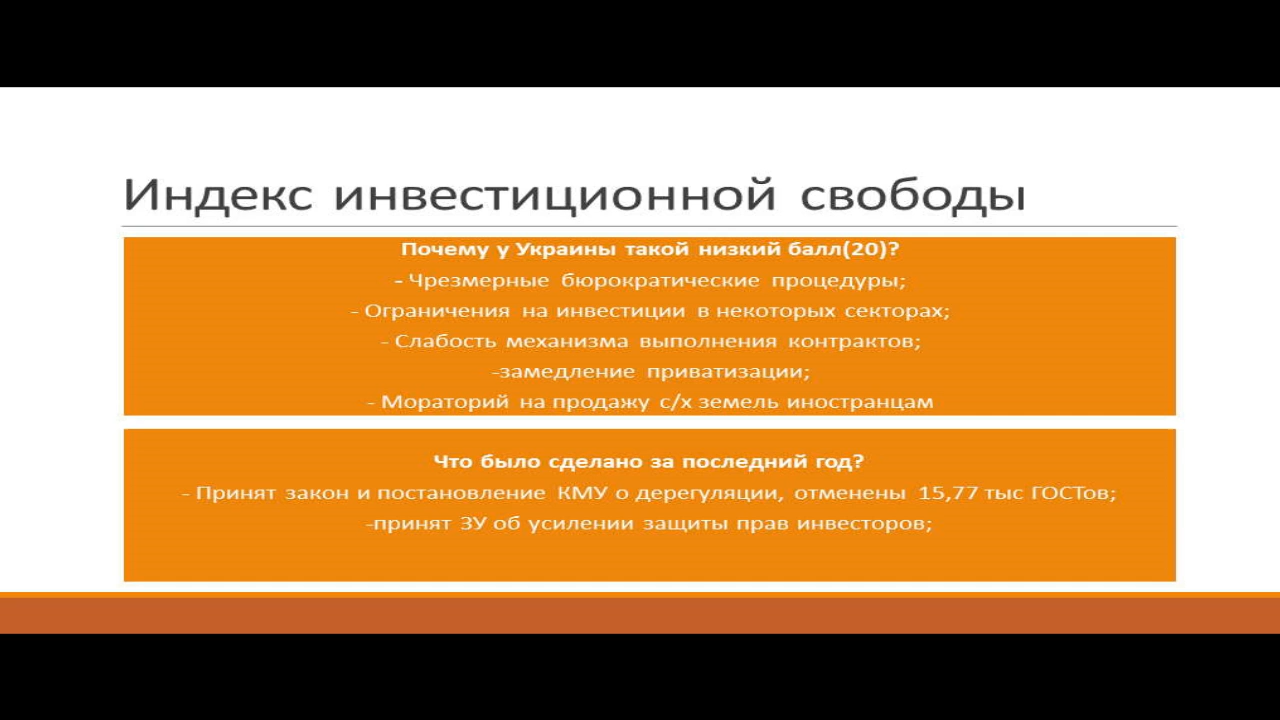 Индекс инвестиционной свободы
Почему у Украины такой низкий балл(20)?
- Чрезмерные бюрократические процедуры;
- Ограничения на инвестиции в некоторых секторах;
- Слабость механизма выполнения контрактов;
-замедление приватизации;
- Мораторий на продажу с/х земель иностранцам
Что было сделано за последний год?
- Принят закон и постановление КМУ о дерегуляции, отменены 15,77 тыс ГОСТов;
-принят ЗУ об усилении защиты прав инвесторов;